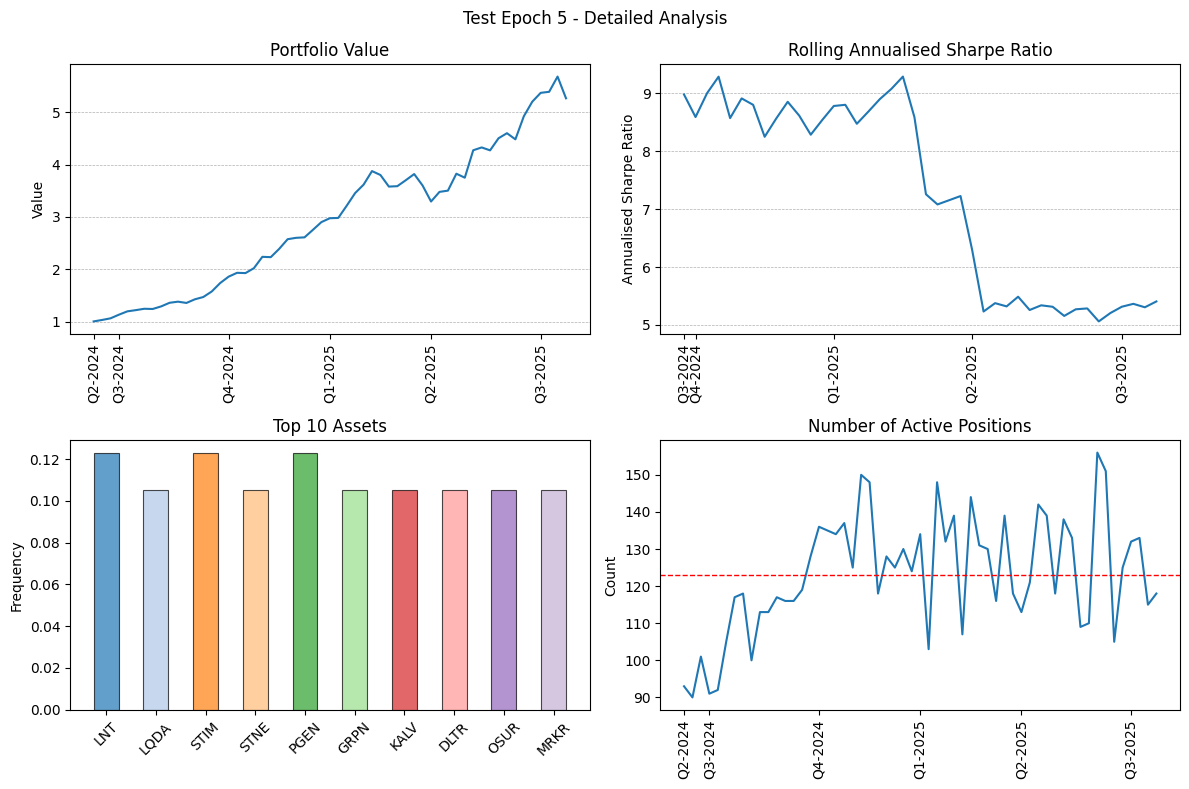 Test Epoch 5 - Detailed Analysis
Portfolio Value
Value
5
4
3
2
1
Q2-2024
Q3-2024
Q4-2024
Q1-2025
Q2-2025
Q3-2025
Rolling Annualised Sharpe Ratio
Annualised Sharpe Ratio
9
8
7
6
5
Q3-2024
Q4-2024
Q1-2025
Q2-2025
Q3-2025
Top 10 Assets
Frequency
0.12
0.10
0.08
0.06
0.04
0.02
0.00
LNT
LQDA
STIM
STNE
PGEN
GRPN
KALV
DLTR
OSUR
MRKR
Number of Active Positions
Count
150
140
130
120
110
100
90
Q2-2024
Q3-2024
Q4-2024
Q1-2025
Q2-2025
Q3-2025